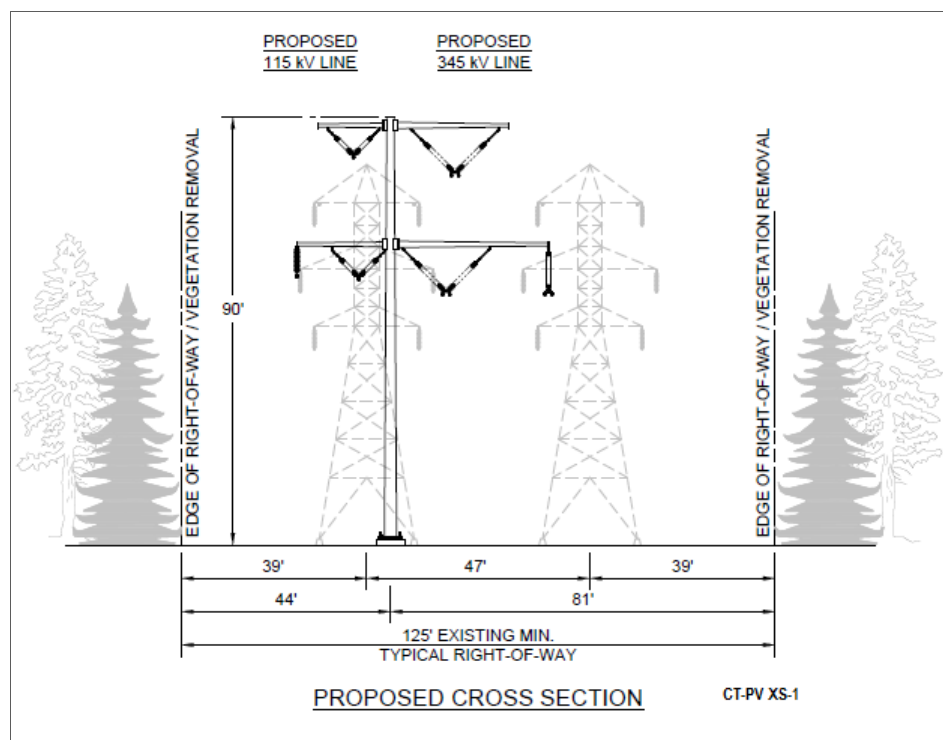 PROPOSED
115 kV LINE
PROPOSED
345 kV LINE
EDGE OF RIGHT-OF-WAY / VEGETATION REMOVAL
90'
EDGE OF RIGHT-OF-WAY / VEGETATION REMOVAL
39'
47'
39'
44'
81'
125' EXISTING MIN.
TYPICAL RIGHT-OF-WAY
PROPOSED CROSS SECTION
CT-PV XS-1